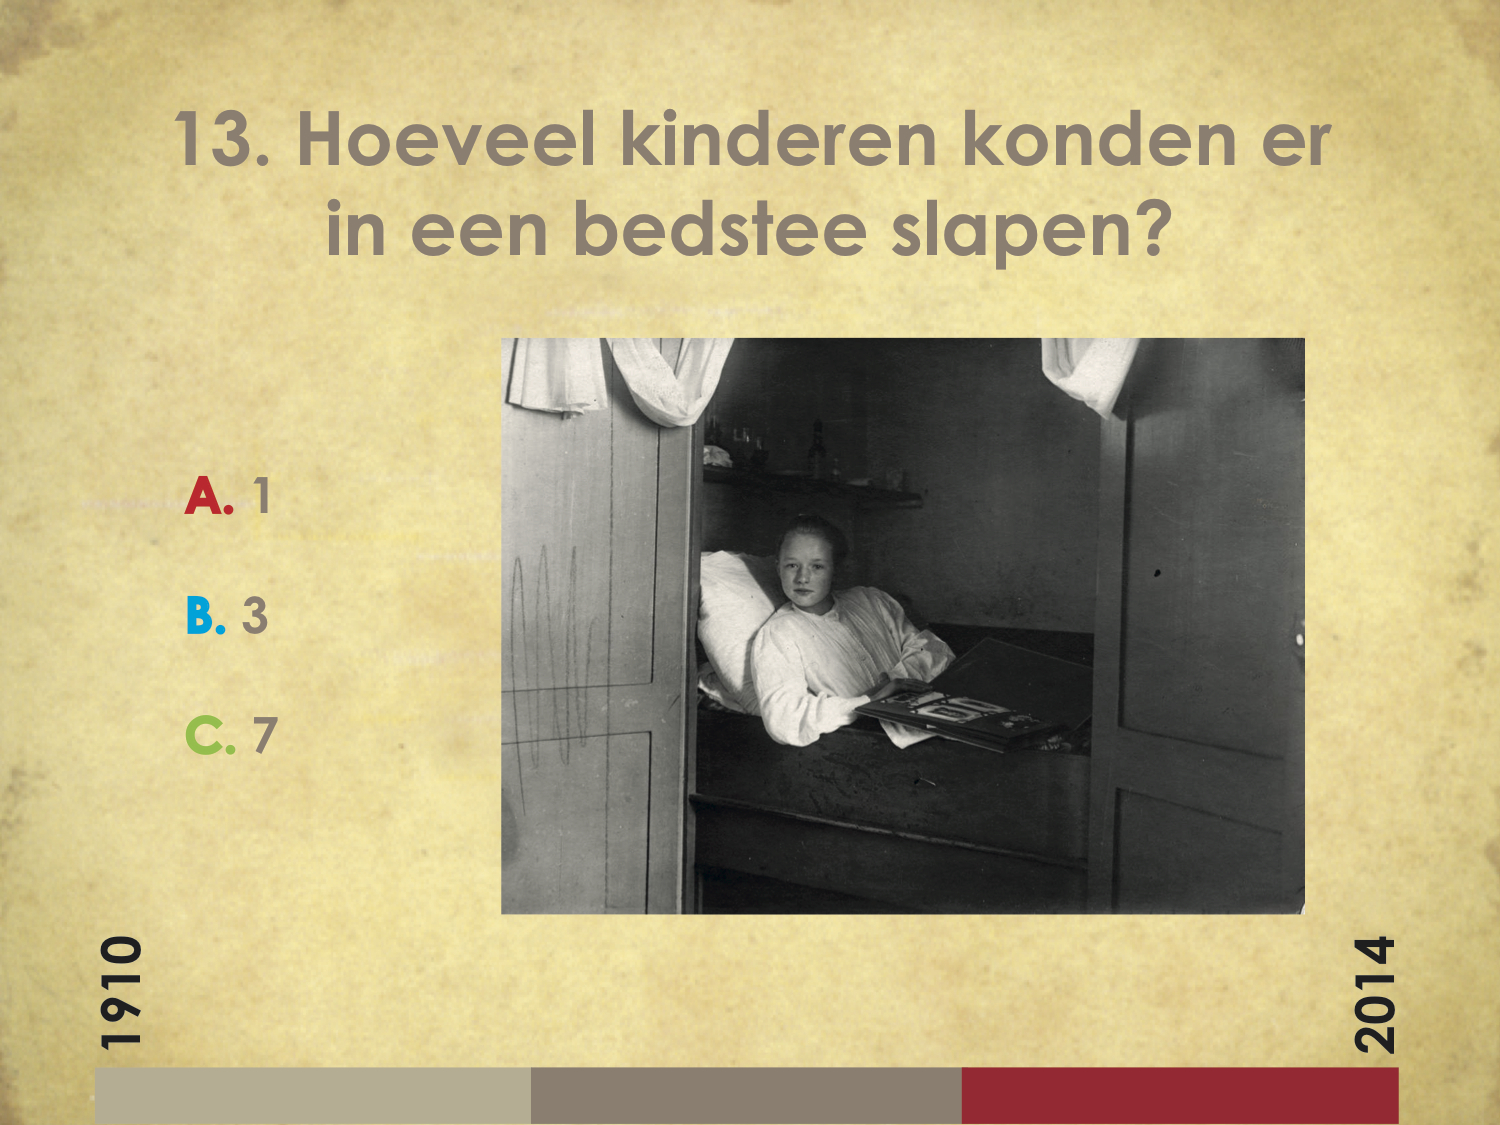 13. Hoeveel kinderen konden er
in een bedstee slapen?
A. 1
B. 3
C. 7
1910
2014